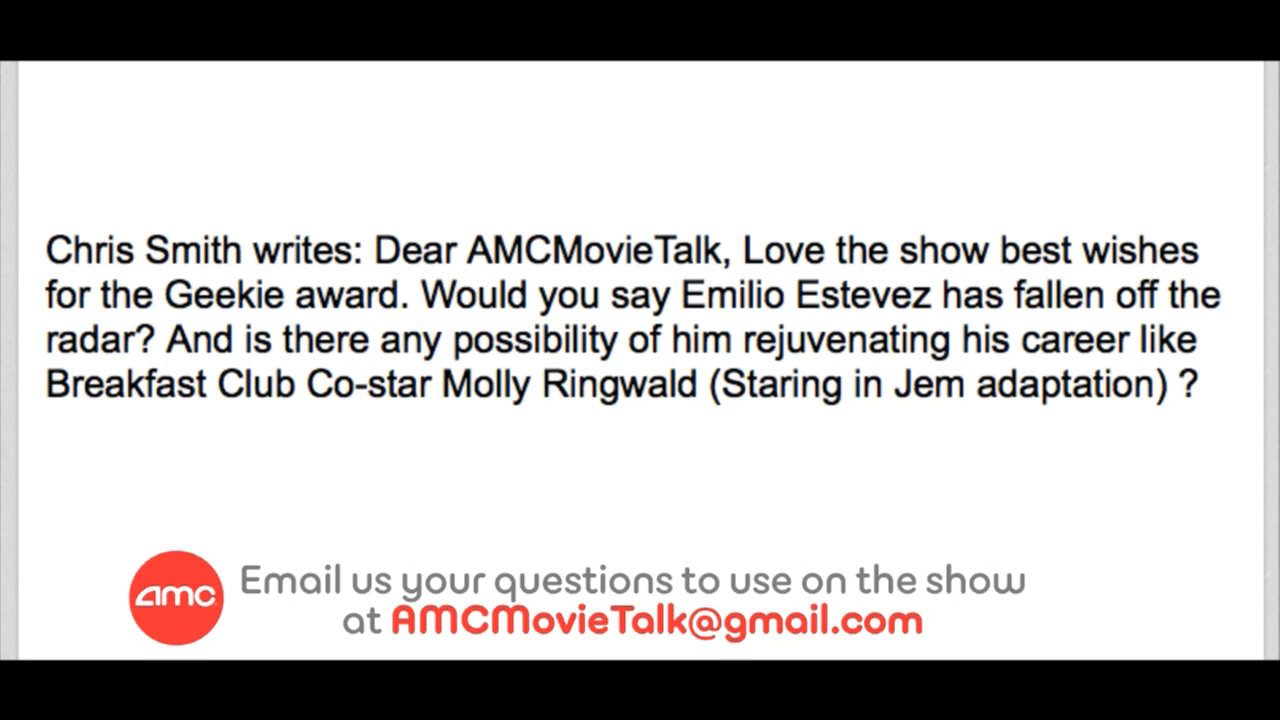 Chris Smith writes: Dear AMCMovieTalk, Love the show best wishes
for the Geekie award. Would you say Emilio Estevez has fallen off the
radar? And is there any possibility of him rejuvenating his career like
Breakfast Club Co-star Molly Ringwald (Staring in Jem adaptation) ?
amc
Email us your questions to use on the show
at AMCMovieTalk@gmail.com